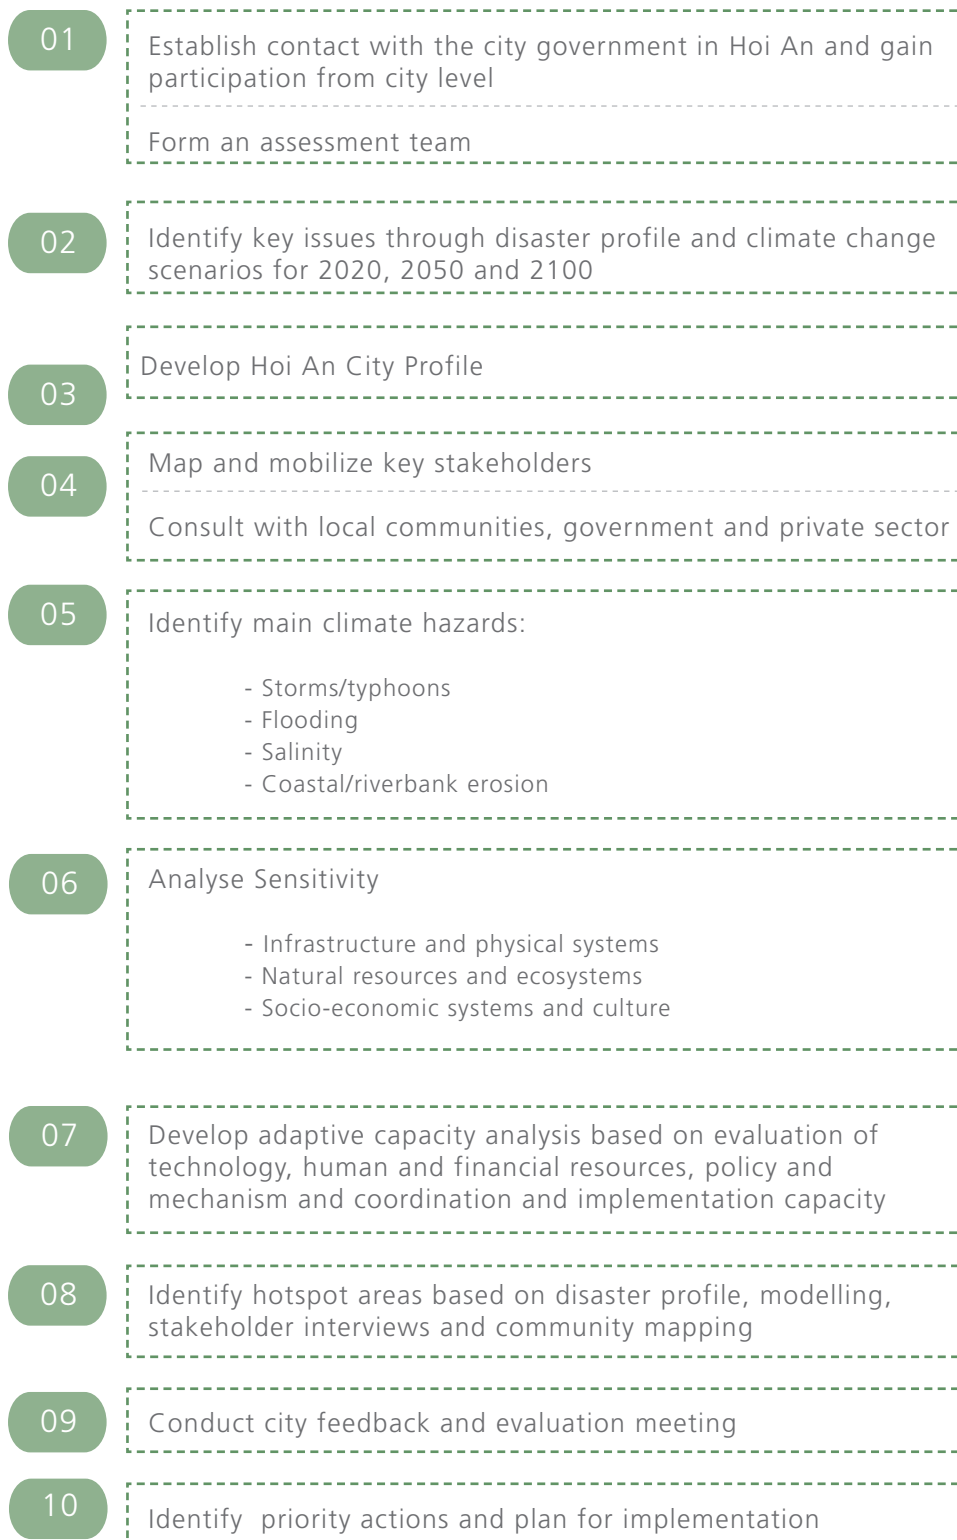 01
Establish contact with the city government in Hoi An and gain
participation from city level
Form an assessment team
02
Identify key issues through disaster profile and climate change
scenarios for 2020, 2050 and 2100
03
Develop Hoi An City Profile
04
Map and mobilize key stakeholders
Consult with local communities, government and private sector
05
Identify main climate hazards:
- Storms/typhoons
- Flooding
- Salinity
- Coastal/riverbank erosion
06
Analyse Sensitivity
- Infrastructure and physical systems
- Natural resources and ecosystems
- Socio-economic systems and culture
07
Develop adaptive capacity analysis based on evaluation of
technology, human and financial resources, policy and
mechanism and coordination and implementation capacity
08
Identify hotspot areas based on disaster profile, modelling,
stakeholder interviews and community mapping
09
Conduct city feedback and evaluation meeting
10
Identify  priority actions and plan for implementation